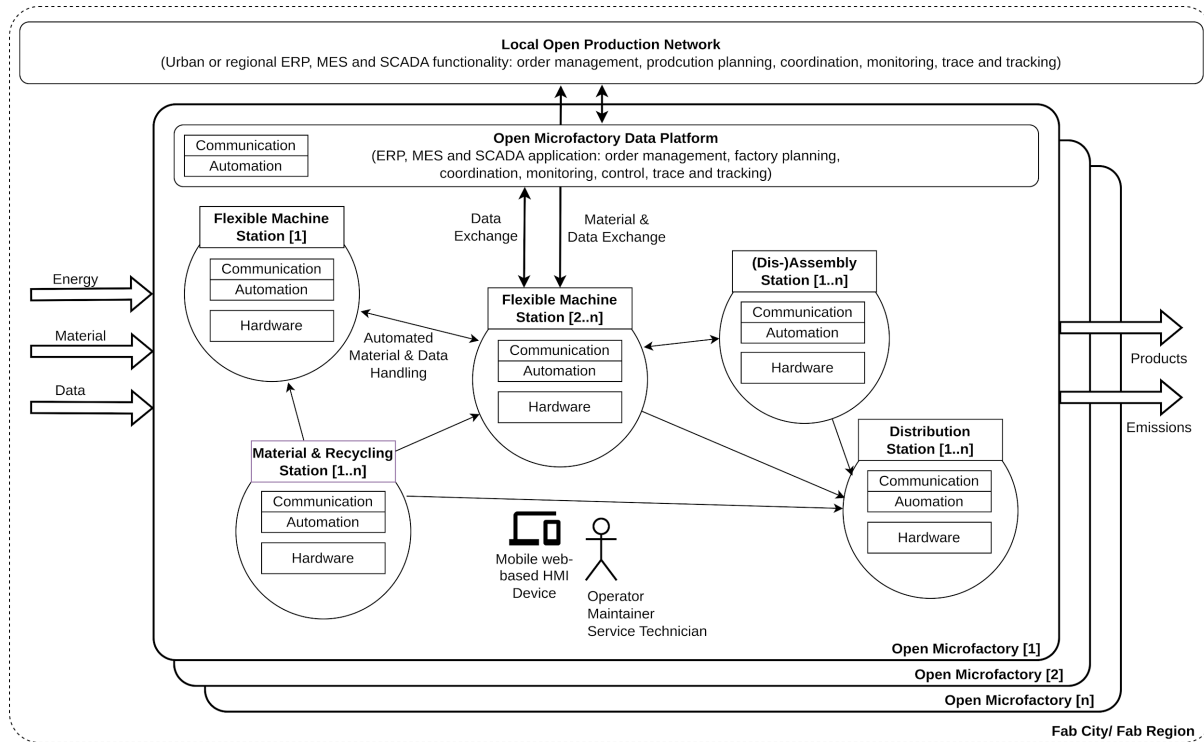 Local Open Production Network
(Urban or regional ERP, MES and SCADA functionality: order management, prodcution planning, coordination, monitoring, trace and tracking)
Open Microfactory Data Platform
(ERP, MES and SCADA application: order management, factory planning,
coordination, monitoring, control, trace and tracking)
Communication
Automation
Flexible Machine
Station [1]
Communication
Automation
Hardware
Data
Exchange
Material &
Data Exchange
Energy
Material
Data
Automated
Material & Data
Handling
Flexible Machine
Station [2..n]
Communication
Automation
Hardware
(Dis-)Assembly
Station [1..n]
Communication
Automation
Hardware
Products
Emissions
Material & Recycling
Station [1..n]
Communication
Automation
Hardware
Distribution
Station [1..n]
Communication
Auomation
Hardware
Mobile web-
based HMI
Device
Operator
Maintainer
Service Technician
Open Microfactory [1]
Open Microfactory [2]
Open Microfactory [n]
Fab City/ Fab Region